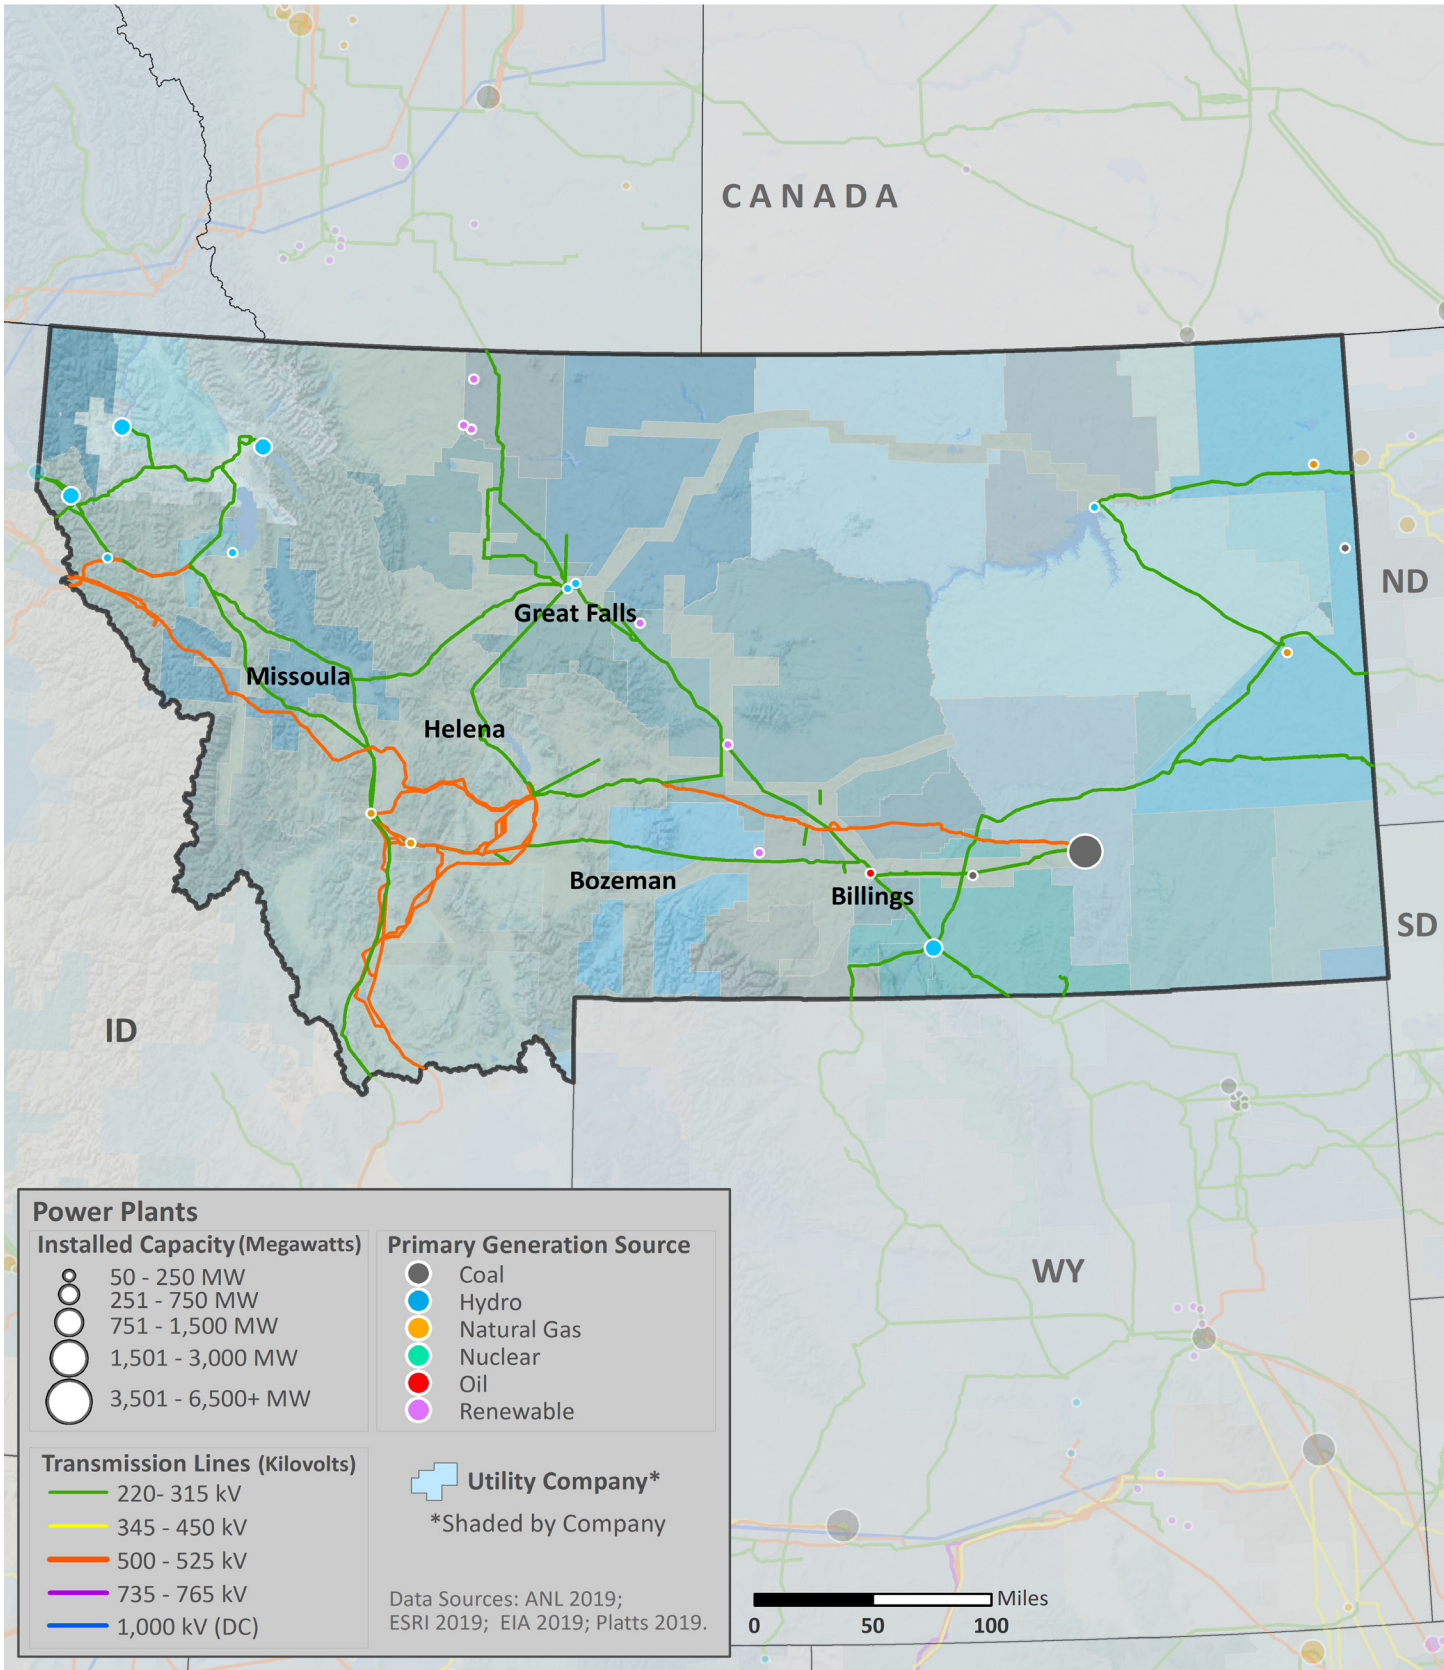 CANADA
ND
Great Falls
Missoula
Helena
Bozeman
Billings
SD
ID
WY
Power Plants
Installed Capacity (Megawatts)
50 - 250 MW
251 - 750 MW
751 - 1,500 MW
1,501 - 3,000 MW
3,501 - 6,500+ MW
Primary Generation Source
Coal
Hydro
Natural Gas
Nuclear
Oil
Renewable
Transmission Lines (Kilovolts)
220- 315 kV
345 - 450 kV
500 - 525 kV
735 - 765 kV
1,000 kV (DC)
Utility Company*
*Shaded by Company
Data Sources: ANL 2019;
ESRI 2019; EIA 2019; Platts 2019.
Miles
0 50 100